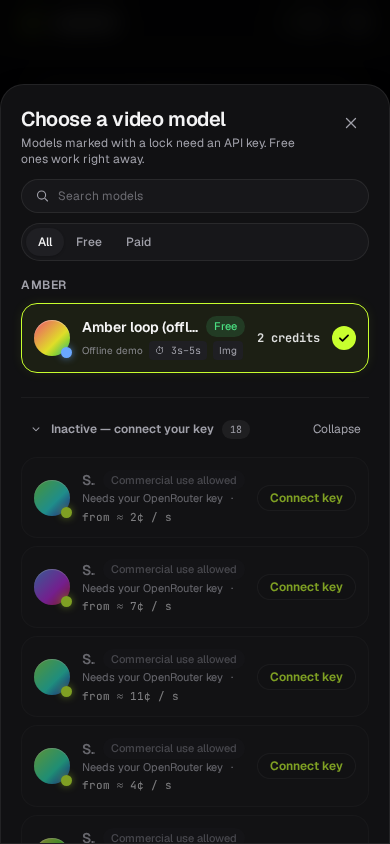 Choose a video model
Models marked with a lock need an API key. Free
ones work right away.
Search models
All Free Paid
AMBER
Amber loop (offl... Free
2 credits
Offline demo 3s–5s Img
Inactive — connect your key 18 Collapse
S.. Commercial use allowed
Needs your OpenRouter key ·
from ≈ 2¢ / s
Connect key
S.. Commercial use allowed
Needs your OpenRouter key ·
from ≈ 7¢ / s
Connect key
S.. Commercial use allowed
Needs your OpenRouter key ·
from ≈ 11¢ / s
Connect key
S.. Commercial use allowed
Needs your OpenRouter key ·
from ≈ 4¢ / s
Connect key
S.. Commercial use allowed